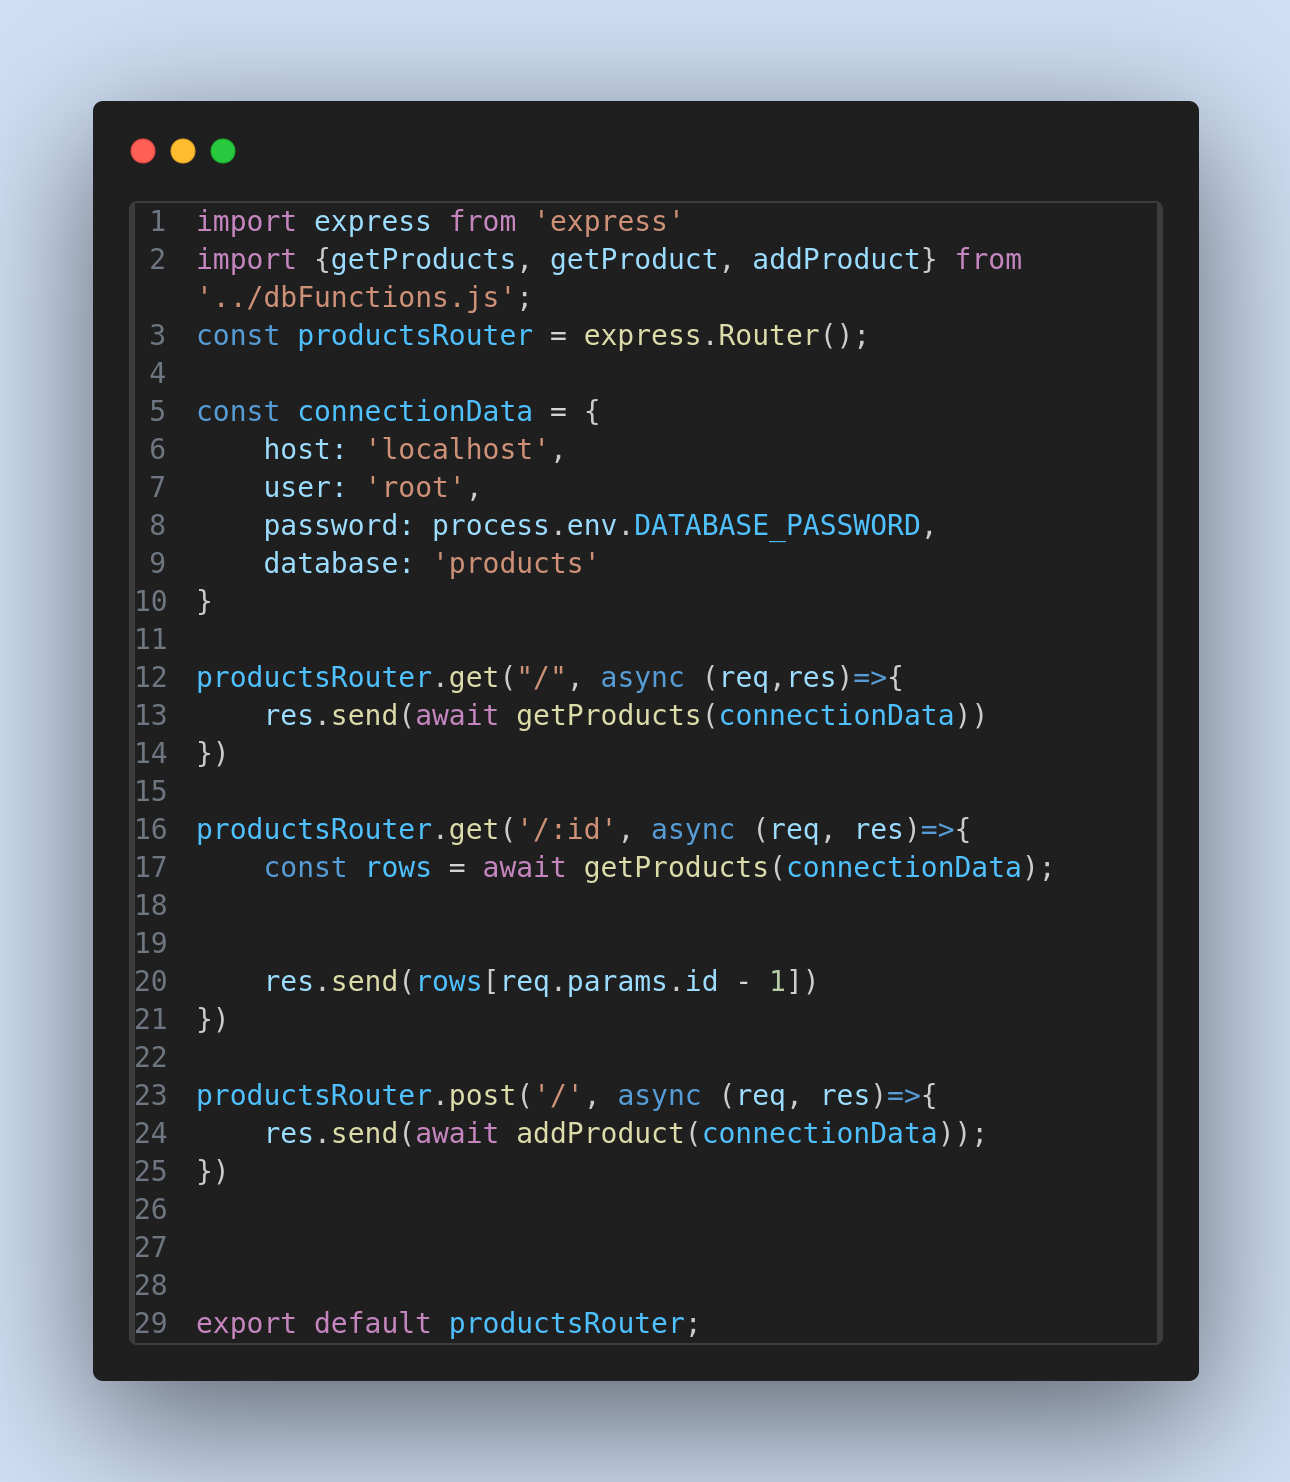 1 import express from 'express'
2 import {getProducts, getProduct, addProduct} from
'../dbFunctions.js';
3 const productsRouter = express.Router();
4
5 const connectionData = {
6     host: 'localhost',
7     user: 'root',
8     password: process.env.DATABASE_PASSWORD,
9     database: 'products'
10 }
11
12 productsRouter.get("/", async (req,res)=>{
13     res.send(await getProducts(connectionData))
14 })
15
16 productsRouter.get('/:id', async (req, res)=>{
17     const rows = await getProducts(connectionData);
18
19
20     res.send(rows[req.params.id - 1])
21 })
22
23 productsRouter.post('/', async (req, res)=>{
24     res.send(await addProduct(connectionData));
25 })
26
27
28
29 export default productsRouter;